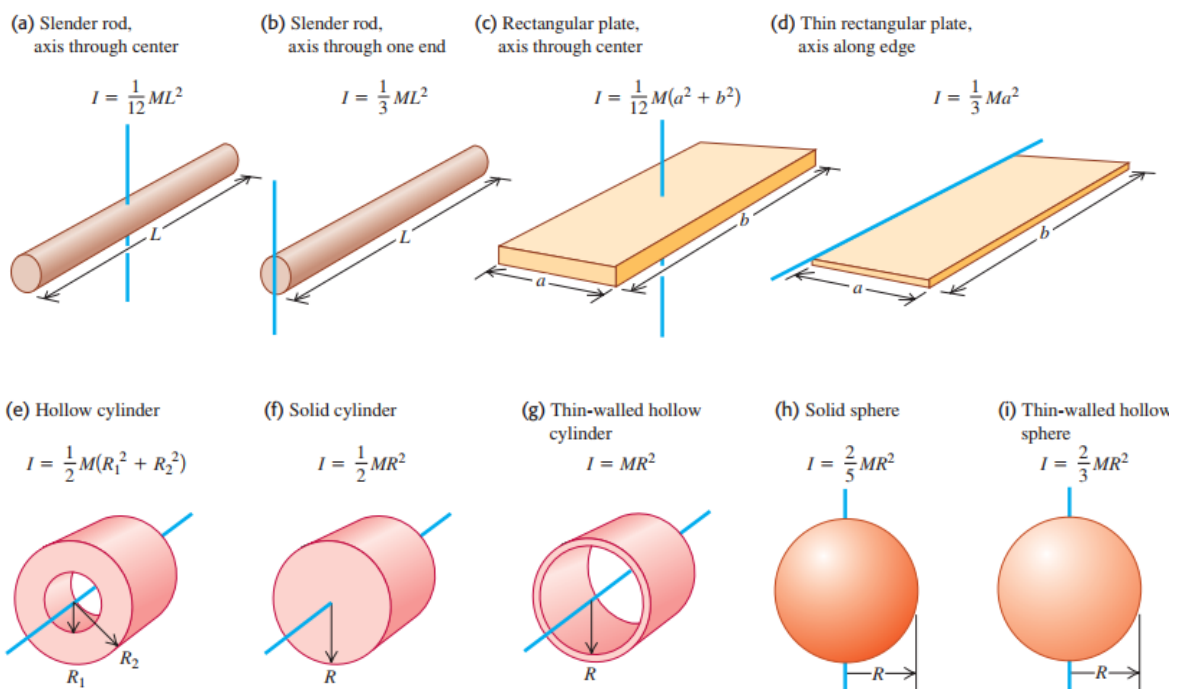 (a) Slender rod,
axis through center
I = 1/12 ML²
L
(b) Slender rod,
axis through one end
I = 1/3 ML²
L
(c) Rectangular plate,
axis through center
I = 1/12 M(a² + b²)
b
a
(d) Thin rectangular plate,
axis along edge
I = 1/3 Ma²
b
a
(e) Hollow cylinder
I = 1/2 M(R₁² + R₂²)
R₂
R₁
(f) Solid cylinder
I = 1/2 MR²
R
(g) Thin-walled hollow
cylinder
I = MR²
R
(h) Solid sphere
I = 2/5 MR²
R
(i) Thin-walled hollow
sphere
I = 2/3 MR²
R